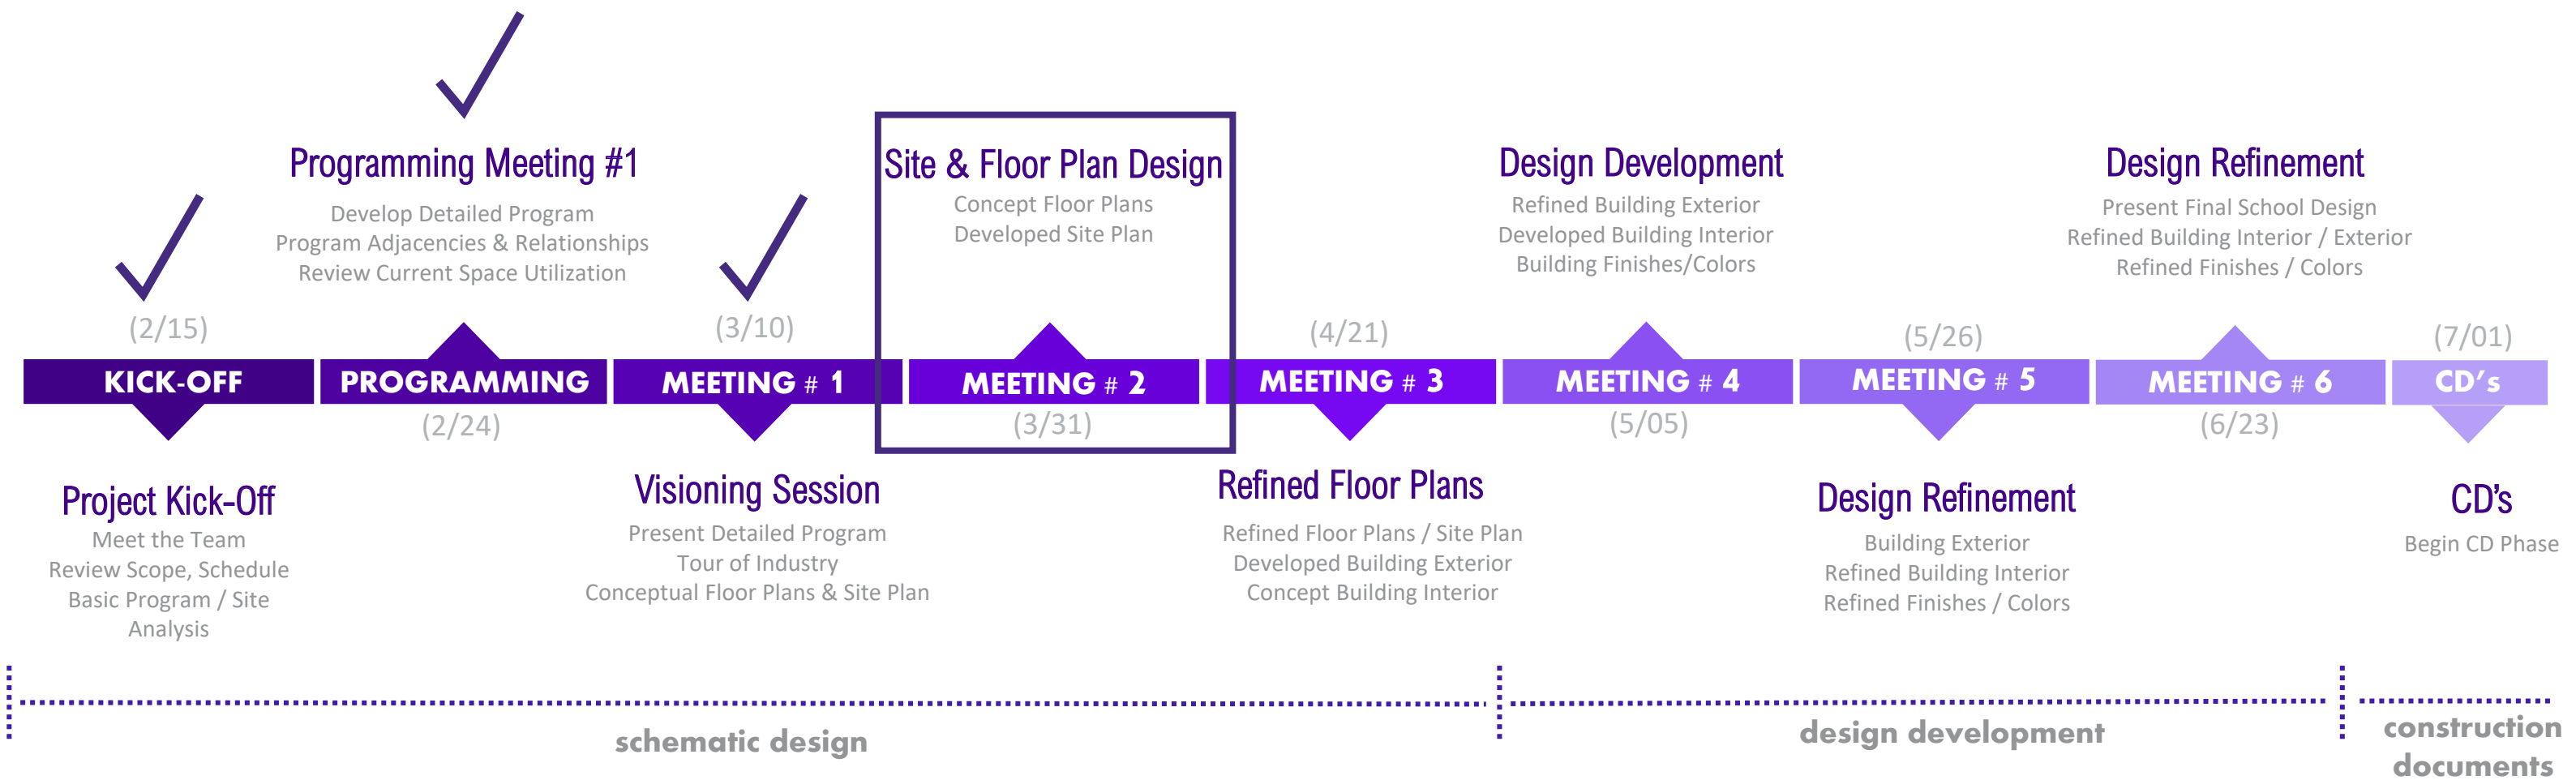 Programming Meeting #1
Develop Detailed Program
Program Adjacencies & Relationships
Review Current Space Utilization
Site & Floor Plan Design
Concept Floor Plans
Developed Site Plan
Design Development
Refined Building Exterior
Developed Building Interior
Building Finishes/Colors
Design Refinement
Present Final School Design
Refined Building Interior / Exterior
Refined Finishes / Colors
(2/15)
(3/10)
(4/21)
(5/26)
(7/01)
KICK-OFF
PROGRAMMING
MEETING # 1
MEETING # 2
MEETING # 3
MEETING # 4
MEETING # 5
MEETING # 6
CD's
(2/24)
(3/31)
(5/05)
(6/23)
Project Kick-Off
Meet the Team
Review Scope, Schedule
Basic Program / Site
Analysis
Visioning Session
Present Detailed Program
Tour of Industry
Conceptual Floor Plans & Site Plan
Refined Floor Plans
Refined Floor Plans / Site Plan
Developed Building Exterior
Concept Building Interior
Design Refinement
Building Exterior
Refined Building Interior
Refined Finishes / Colors
CD's
Begin CD Phase
schematic design
design development
construction
documents